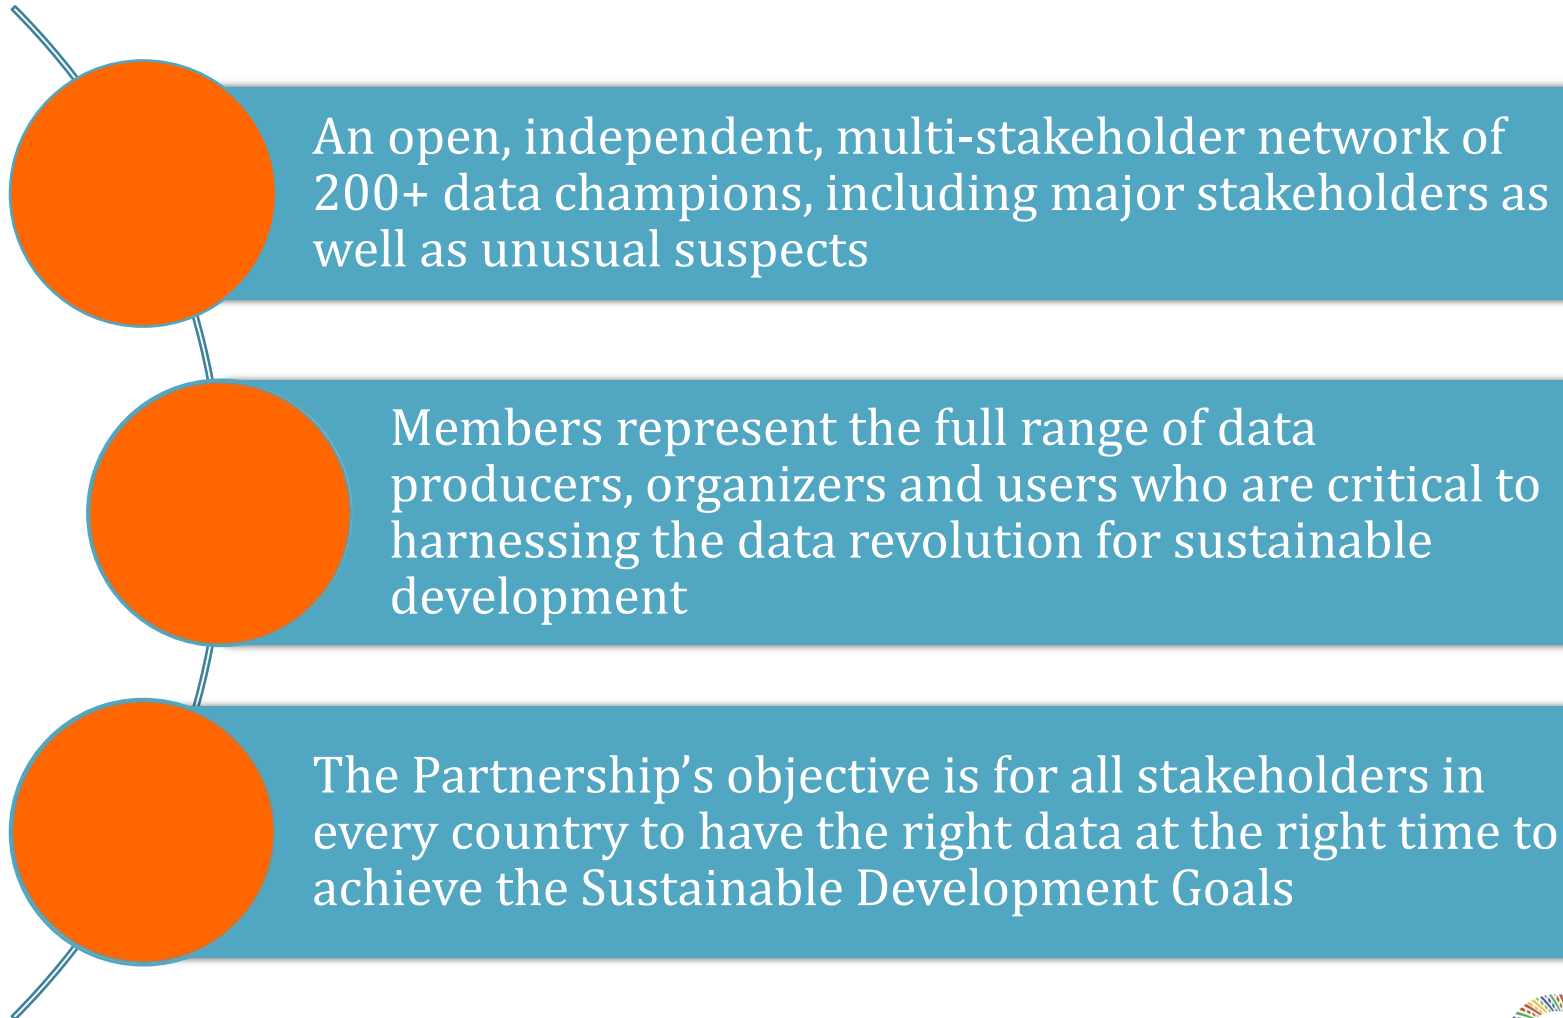 An open, independent, multi-stakeholder network of
200+ data champions, including major stakeholders as
well as unusual suspects
Members represent the full range of data
producers, organizers and users who are critical to
harnessing the data revolution for sustainable
development
The Partnership’s objective is for all stakeholders in
every country to have the right data at the right time to
achieve the Sustainable Development Goals